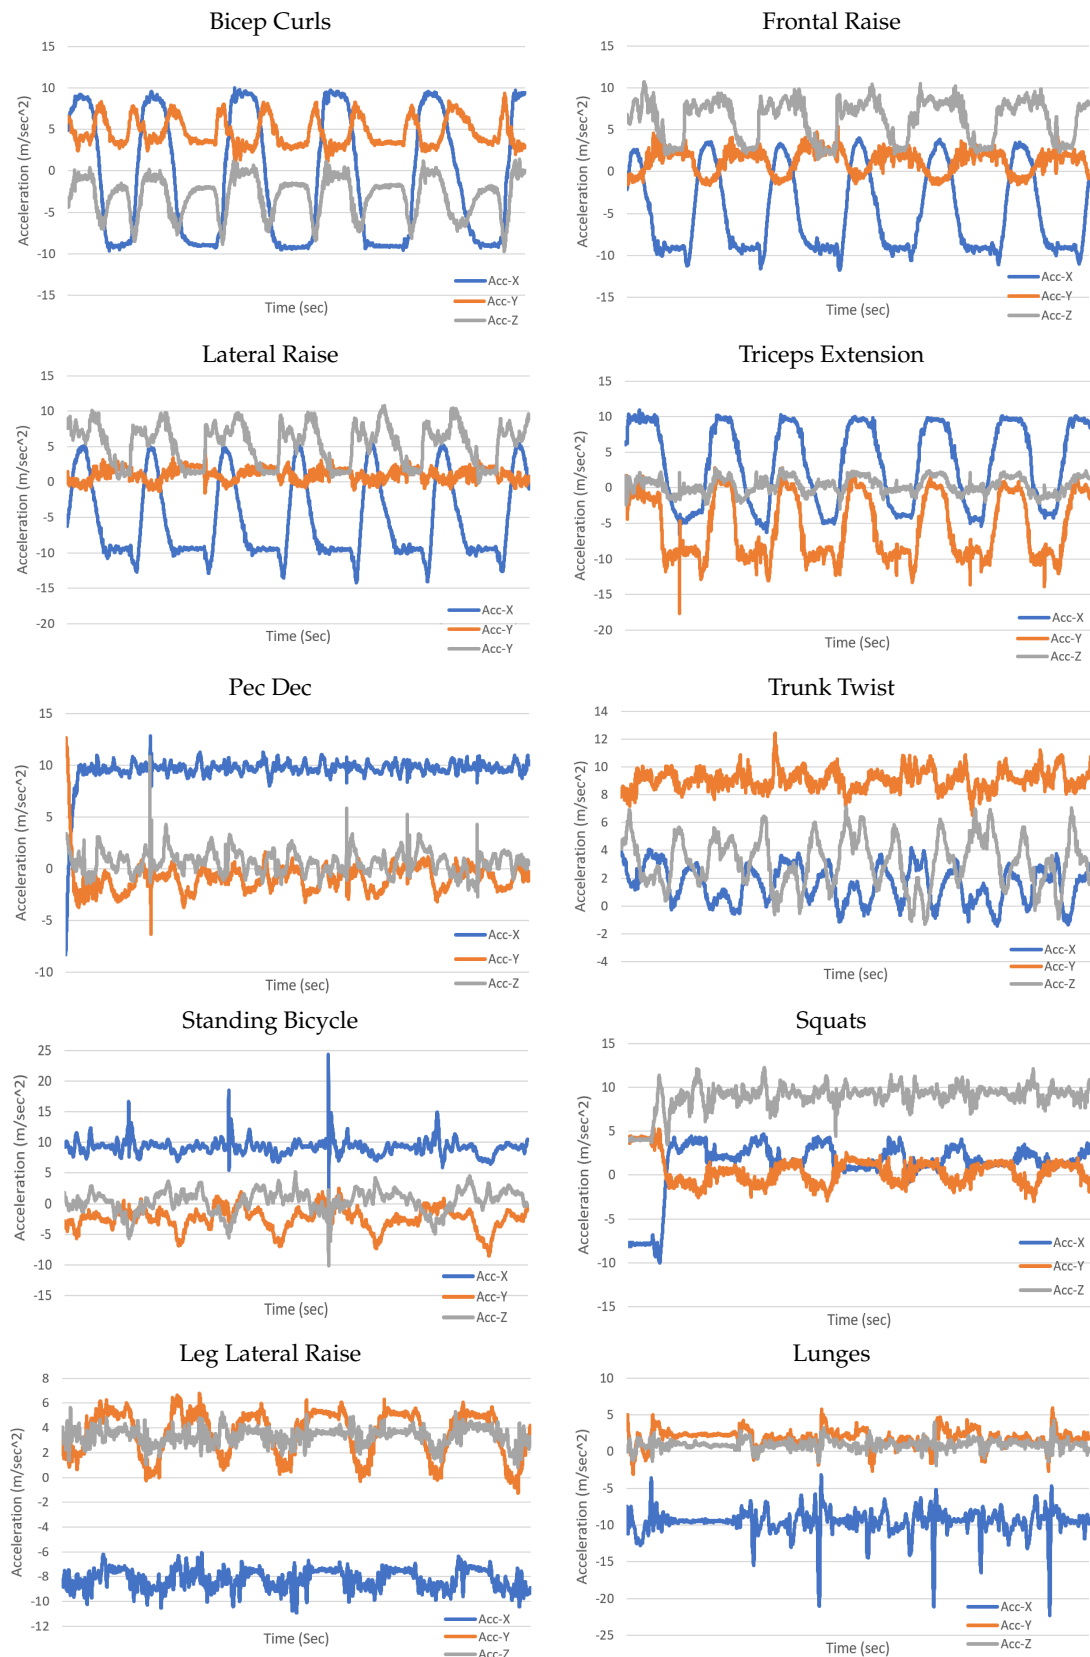 Bicep Curls
15
10
5
0
-5
-10
-15
Acceleration (m/sec^2)
Time (sec)
Acc-X
Acc-Y
Acc-Z
Frontal Raise
15
10
5
0
-5
-10
-15
Acceleration (m/sec^2)
Time (sec)
Acc-X
Acc-Y
Acc-Z
Lateral Raise
15
10
5
0
-5
-10
-15
-20
Acceleration (m/sec^2)
Time (Sec)
Acc-X
Acc-Y
Acc-Y
Triceps Extension
15
10
5
0
-5
-10
-15
-20
Acceleration (m/sec^2)
Time (Sec)
Acc-X
Acc-Y
Acc-Z
Pec Dec
15
10
5
0
-5
-10
Acceleration (m/sec^2)
Time (sec)
Acc-X
Acc-Y
Acc-Z
Trunk Twist
14
12
10
8
6
4
2
0
-2
-4
Acceleration (m/sec^2)
Time (sec)
Acc-X
Acc-Y
Acc-Z
Standing Bicycle
25
20
15
10
5
0
-5
-10
-15
Acceleration (m/sec^2)
Time (sec)
Acc-X
Acc-Y
Acc-Z
Squats
15
10
5
0
-5
-10
-15
Acceleration (m/sec^2)
Time (sec)
Acc-X
Acc-Y
Acc-Z
Leg Lateral Raise
8
6
4
2
0
-2
-4
-6
-8
-10
-12
Acceleration (m/sec^2)
Time (Sec)
Acc-X
Acc-Y
Acc-Z
Lunges
10
5
0
-5
-10
-15
-20
-25
Acceleration (m/sec^2)
Time (Sec)
Acc-X
Acc-Y
Acc-Z